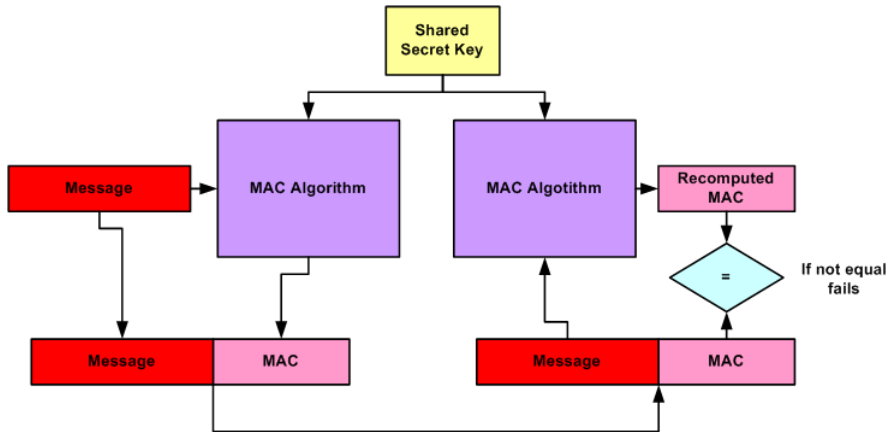 Shared
Secret Key
Message
MAC Algorithm
MAC Algotithm
Recomputed
MAC
=
If not equal
fails
Message
MAC
Message
MAC